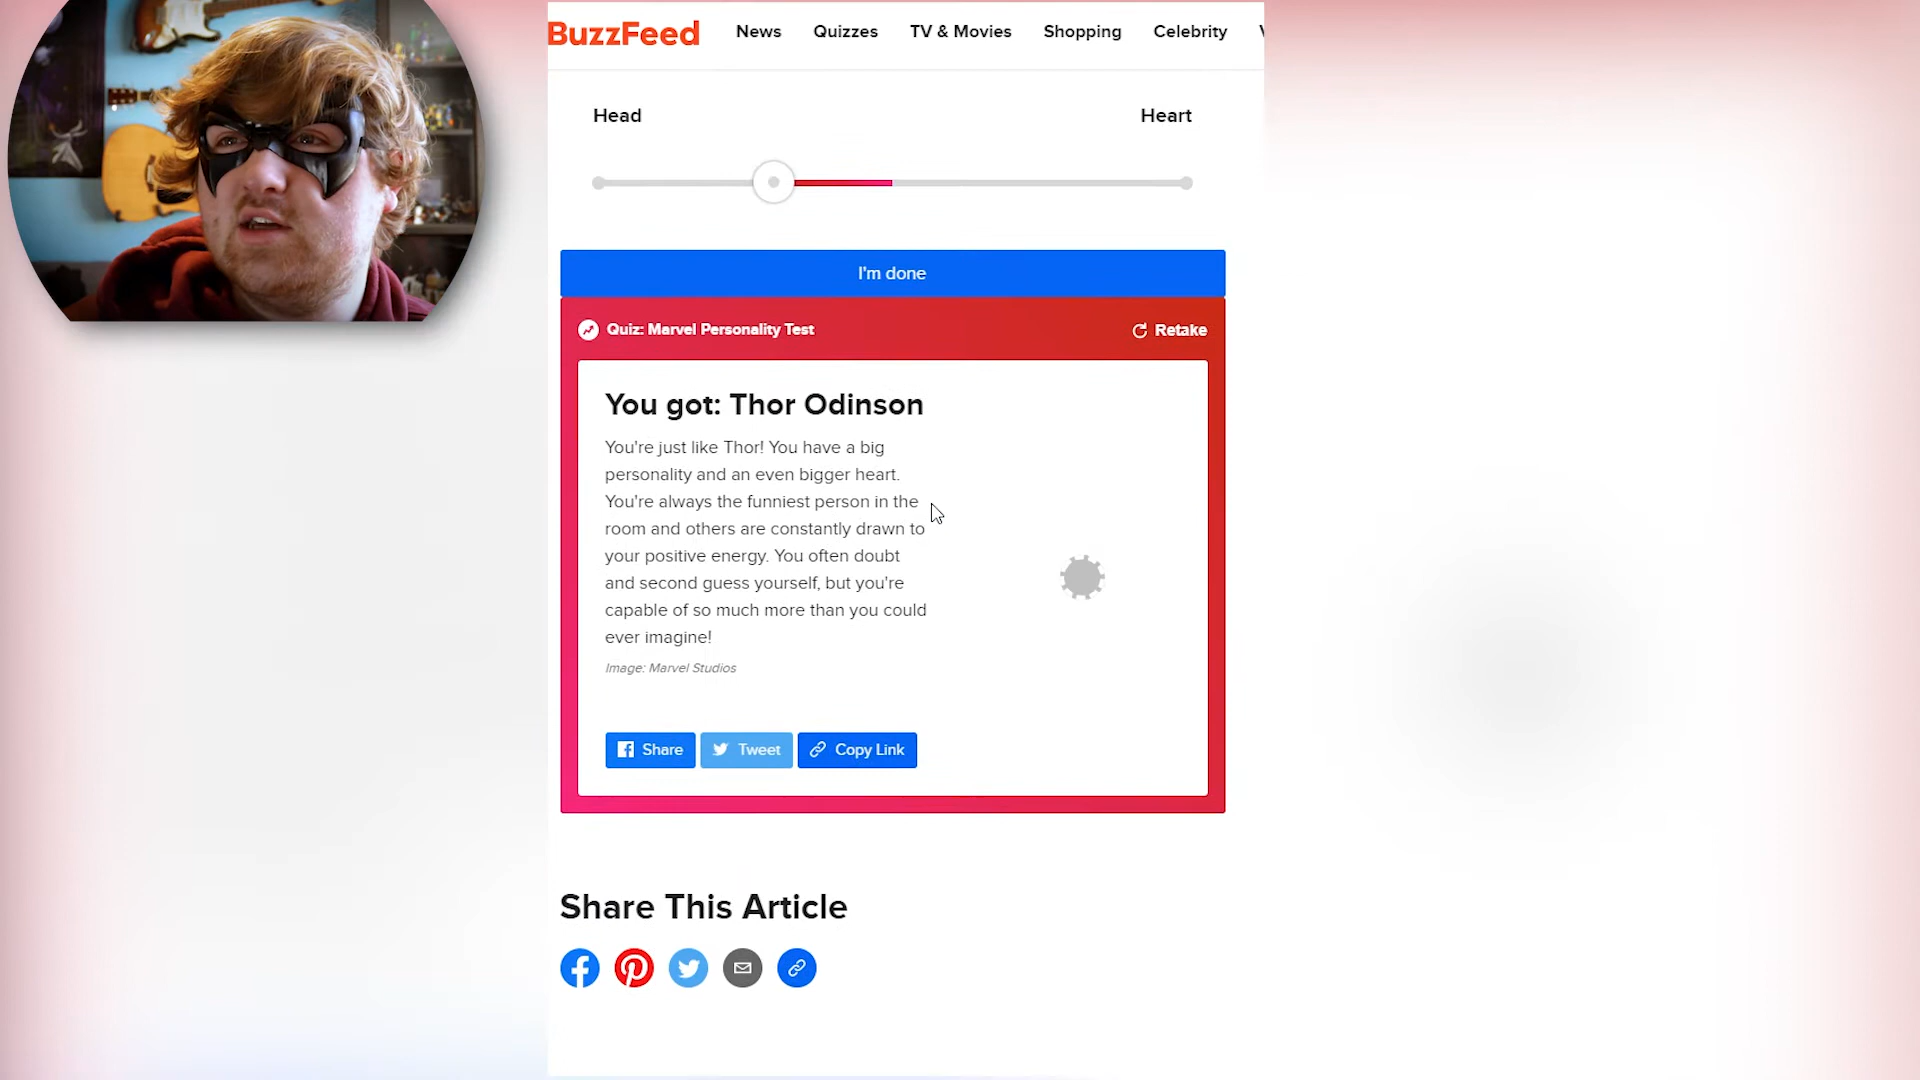 BuzzFeed
News
Quizzes
TV & Movies
Shopping
Celebrity
Head
Heart
I'm done
Quiz: Marvel Personality Test
Retake
You got: Thor Odinson
You're just like Thor! You have a big
personality and an even bigger heart.
You're always the funniest person in the
room and others are constantly drawn to
your positive energy. You often doubt
and second guess yourself, but you're
capable of so much more than you could
ever imagine!
Image: Marvel Studios
Share
Tweet
Copy Link
Share This Article